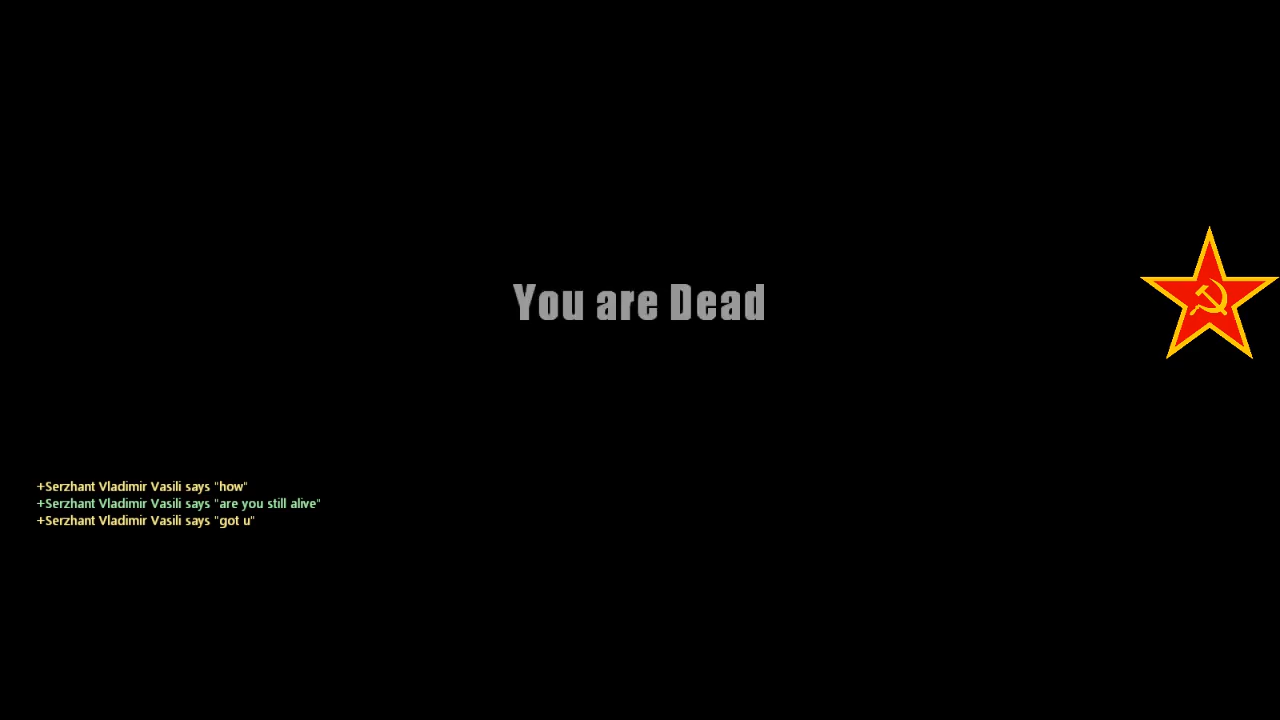 You are Dead
+Serzhant Vladimir Vasili says "how"
+Serzhant Vladimir Vasili says "are you still alive"
+Serzhant Vladimir Vasili says "got u"